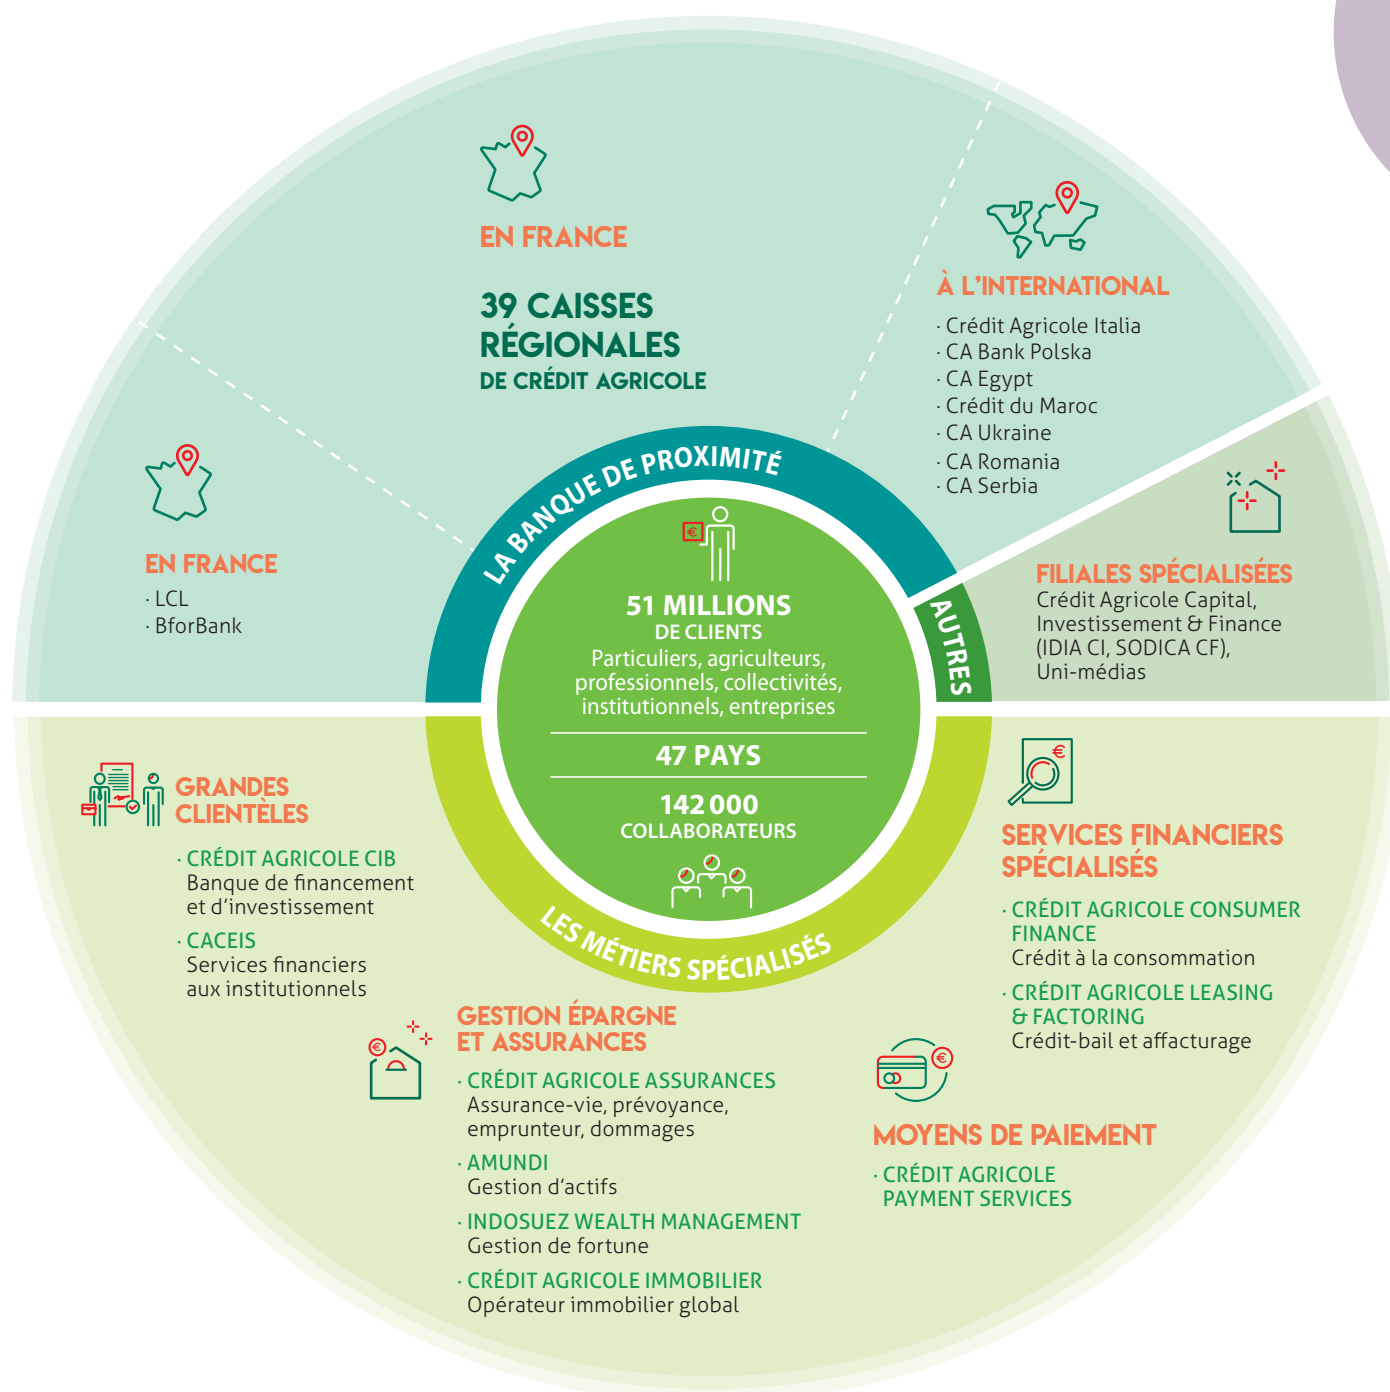 EN FRANCE
39 CAISSES
RÉGIONALES
DE CRÉDIT AGRICOLE
À L'INTERNATIONAL
· Crédit Agricole Italia
· CA Bank Polska
· CA Egypt
· Crédit du Maroc
· CA Ukraine
· CA Romania
· CA Serbia
EN FRANCE
· LCL
· BforBank
LA BANQUE DE PROXIMITÉ
AUTRES
FILIALES SPÉCIALISÉES
Crédit Agricole Capital,
Investissement & Finance
(IDIA CI, SODICA CF),
Uni-médias
€
51 MILLIONS
DE CLIENTS
Particuliers, agriculteurs,
professionnels, collectivités,
institutionnels, entreprises
47 PAYS
142 000
COLLABORATEURS
LES MÉTIERS SPÉCIALISÉS
GRANDES
CLIENTÈLES
· CRÉDIT AGRICOLE CIB
Banque de financement
et d'investissement
· CACEIS
Services financiers
aux institutionnels
€
GESTION ÉPARGNE
ET ASSURANCES
· CRÉDIT AGRICOLE ASSURANCES
Assurance-vie, prévoyance,
emprunteur, dommages
· AMUNDI
Gestion d'actifs
· INDOSUEZ WEALTH MANAGEMENT
Gestion de fortune
· CRÉDIT AGRICOLE IMMOBILIER
Opérateur immobilier global
€
SERVICES FINANCIERS
SPÉCIALISÉS
· CRÉDIT AGRICOLE CONSUMER
FINANCE
Crédit à la consommation
· CRÉDIT AGRICOLE LEASING
& FACTORING
Crédit-bail et affacturage
€
MOYENS DE PAIEMENT
· CRÉDIT AGRICOLE
PAYMENT SERVICES